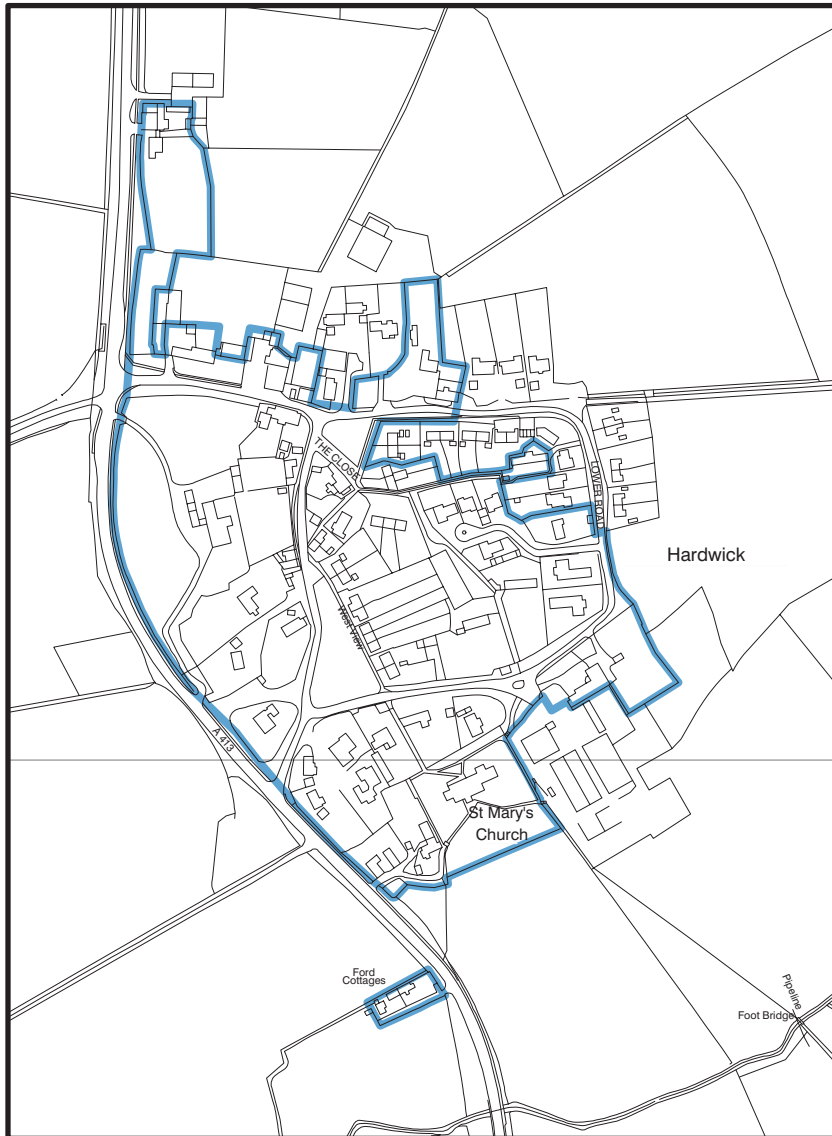 THE CLOSE
LOWER ROAD
Hardwick
West View
A 413
St Mary's
Church
Ford
Cottages
Pipeline
Foot Bridge